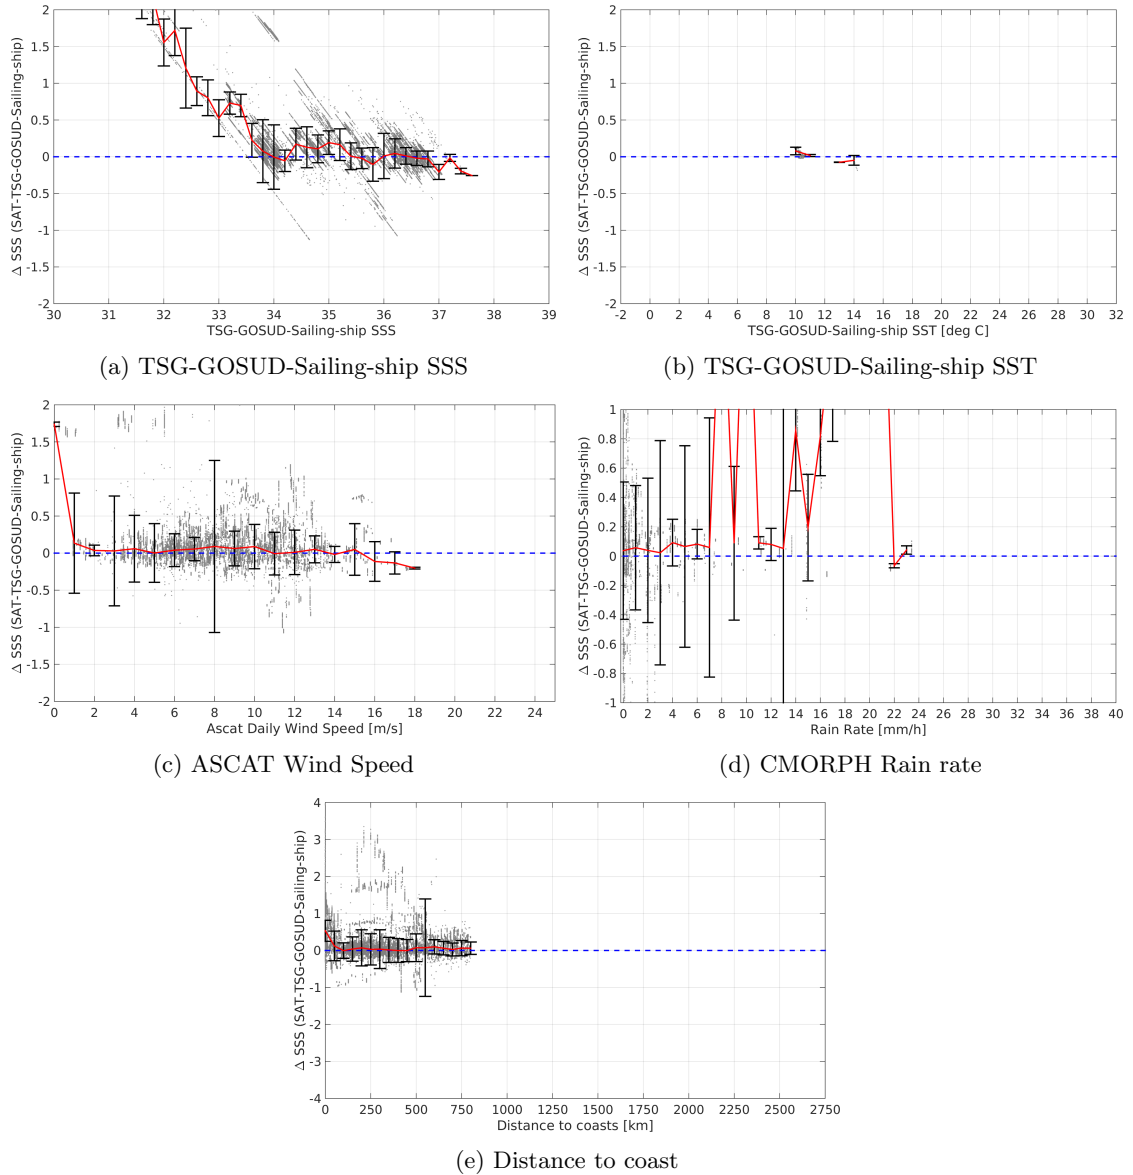 2
1.5
1
0.5
0
-0.5
-1
-1.5
-2
30 31 32 33 34 35 36 37 38 39
Δ SSS (SAT-TSG-GOSUD-Sailing-ship)
TSG-GOSUD-Sailing-ship SSS
(a) TSG-GOSUD-Sailing-ship SSS
2
1.5
1
0.5
0
-0.5
-1
-1.5
-2
-2 0 2 4 6 8 10 12 14 16 18 20 22 24 26 28 30 32
Δ SSS (SAT-TSG-GOSUD-Sailing-ship)
TSG-GOSUD-Sailing-ship SST [deg C]
(b) TSG-GOSUD-Sailing-ship SST
2
1.5
1
0.5
0
-0.5
-1
-1.5
-2
0 2 4 6 8 10 12 14 16 18 20 22 24
Δ SSS (SAT-TSG-GOSUD-Sailing-ship)
Ascat Daily Wind Speed [m/s]
(c) ASCAT Wind Speed
1
0.8
0.6
0.4
0.2
0
-0.2
-0.4
-0.6
-0.8
-1
0 2 4 6 8 10 12 14 16 18 20 22 24 26 28 30 32 34 36 38 40
Δ SSS (SAT-TSG-GOSUD-Sailing-ship)
Rain Rate [mm/h]
(d) CMORPH Rain rate
4
3
2
1
0
-1
-2
-3
-4
0 250 500 750 1000 1250 1500 1750 2000 2250 2500 2750
Δ SSS (SAT-TSG-GOSUD-Sailing-ship)
Distance to coasts [km]
(e) Distance to coast